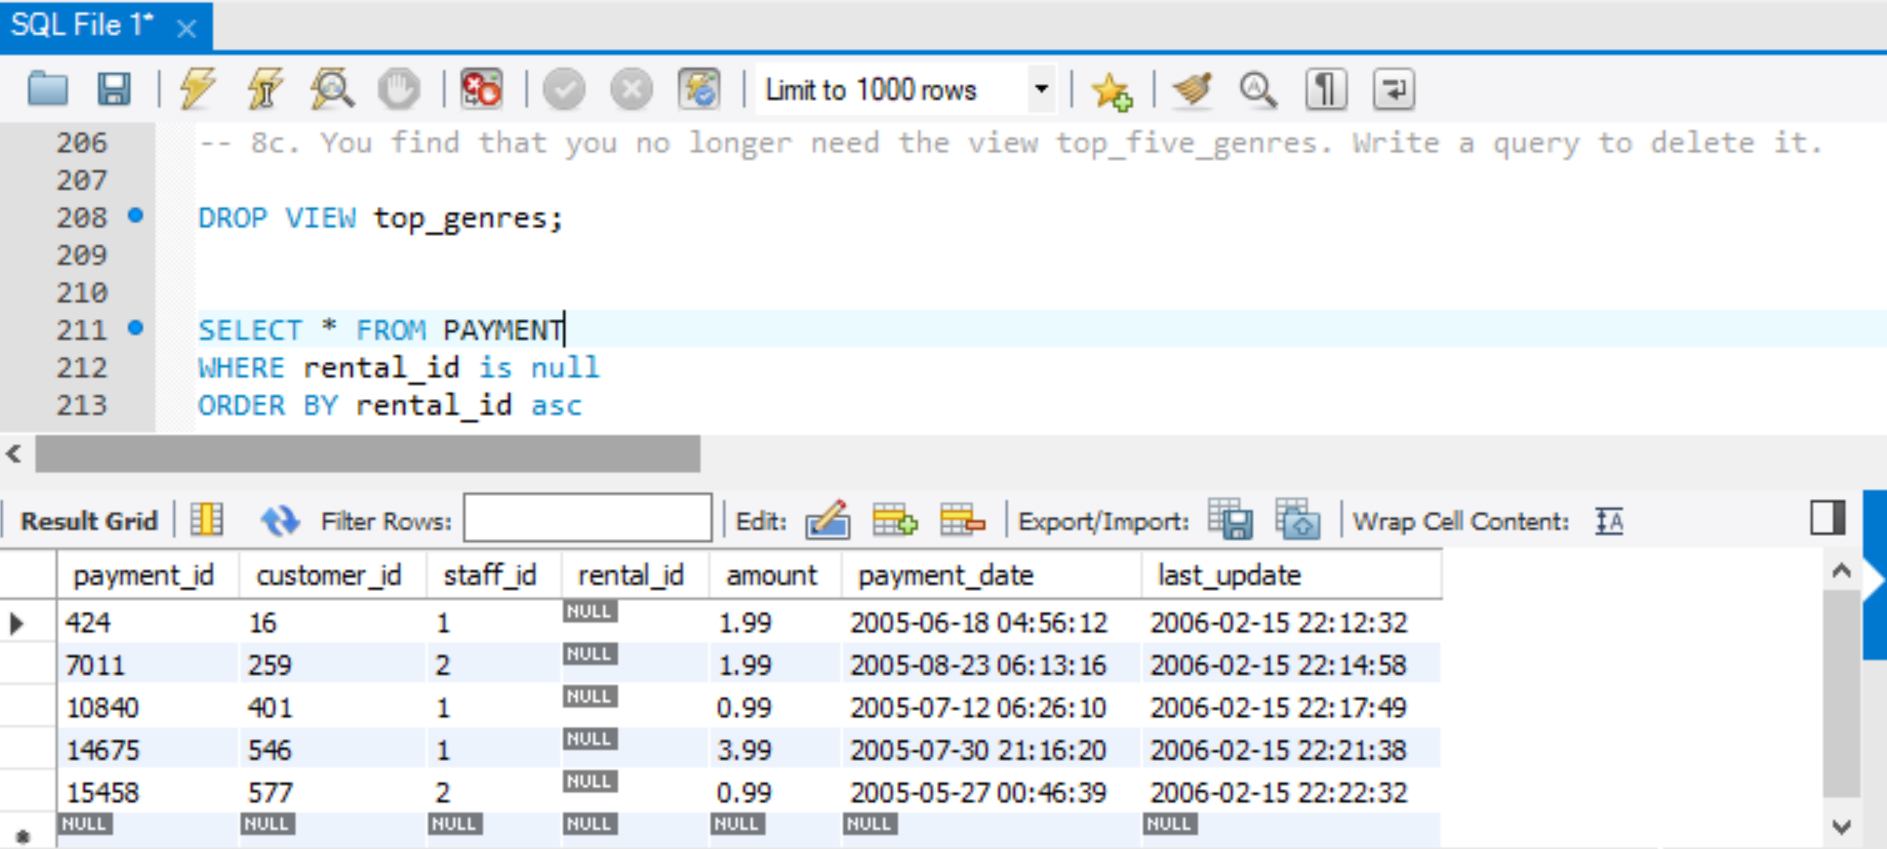 SQL File 1*
Limit to 1000 rows
206 -- 8c. You find that you no longer need the view top_five_genres. Write a query to delete it.
207
208 DROP VIEW top_genres;
209
210
211 SELECT * FROM PAYMENT
212 WHERE rental_id is null
213 ORDER BY rental_id asc
Result Grid Filter Rows: Edit: Export/Import: Wrap Cell Content: IA
payment_id customer_id staff_id rental_id amount payment_date last_update
424 16 1 NULL 1.99 2005-06-18 04:56:12 2006-02-15 22:12:32
7011 259 2 NULL 1.99 2005-08-23 06:13:16 2006-02-15 22:14:58
10840 401 1 NULL 0.99 2005-07-12 06:26:10 2006-02-15 22:17:49
14675 546 1 NULL 3.99 2005-07-30 21:16:20 2006-02-15 22:21:38
15458 577 2 NULL 0.99 2005-05-27 00:46:39 2006-02-15 22:22:32
NULL NULL NULL NULL NULL NULL NULL